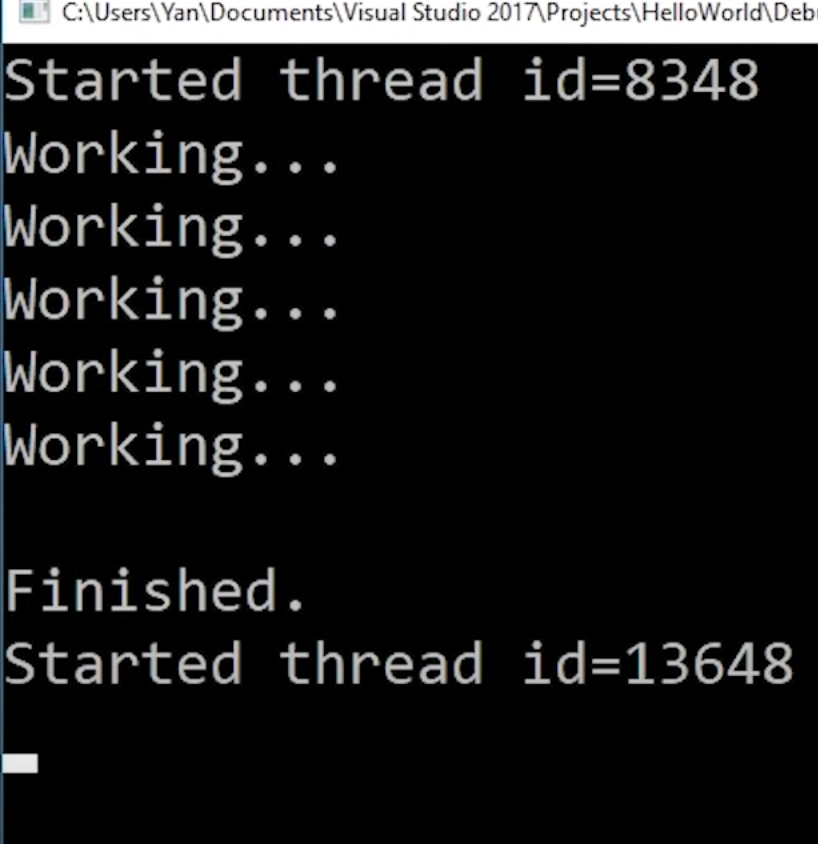 C:\Users\Yan\Documents\Visual Studio 2017\Projects\HelloWorld\Deb
Started thread id=8348
Working...
Working...
Working...
Working...
Working...
Finished.
Started thread id=13648